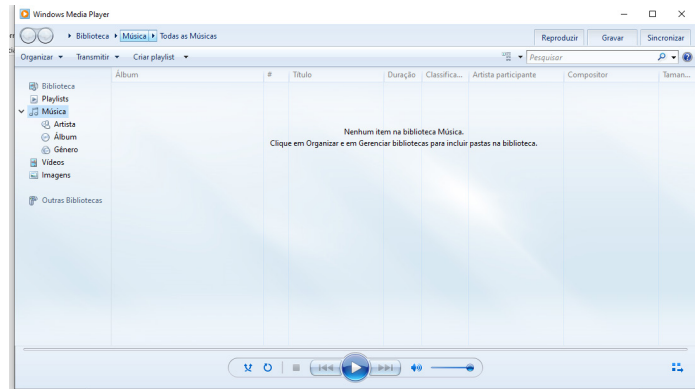 Windows Media Player
Biblioteca Música Todas as Músicas
Reproduzir Gravar Sincronizar
Organizar Transmitir Criar playlist
Pesquisar
Álbum # Título Duração Classifica... Artista participante Compositor Taman...
Biblioteca
Playlists
Música
Artista
Álbum
Gênero
Vídeos
Imagens
Outras Bibliotecas
Nenhum item na biblioteca Música.
Clique em Organizar e em Gerenciar bibliotecas para incluir pastas na biblioteca.